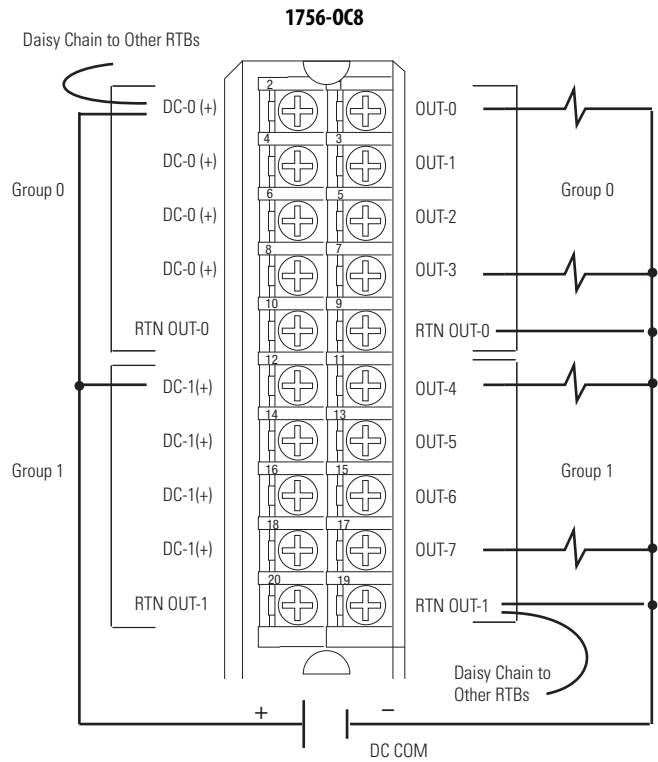 1756-OC8
Daisy Chain to Other RTBs
2 1
DC-0 (+) OUT-0
4 3
DC-0 (+) OUT-1
Group 0 Group 0
6 5
DC-0 (+) OUT-2
8 7
DC-0 (+) OUT-3
10 9
RTN OUT-0 RTN OUT-0
12 11
DC-1(+) OUT-4
14 13
DC-1(+) OUT-5
Group 1 Group 1
16 15
DC-1(+) OUT-6
18 17
DC-1(+) OUT-7
20 19
RTN OUT-1 RTN OUT-1
Daisy Chain to
Other RTBs
+ –
DC COM